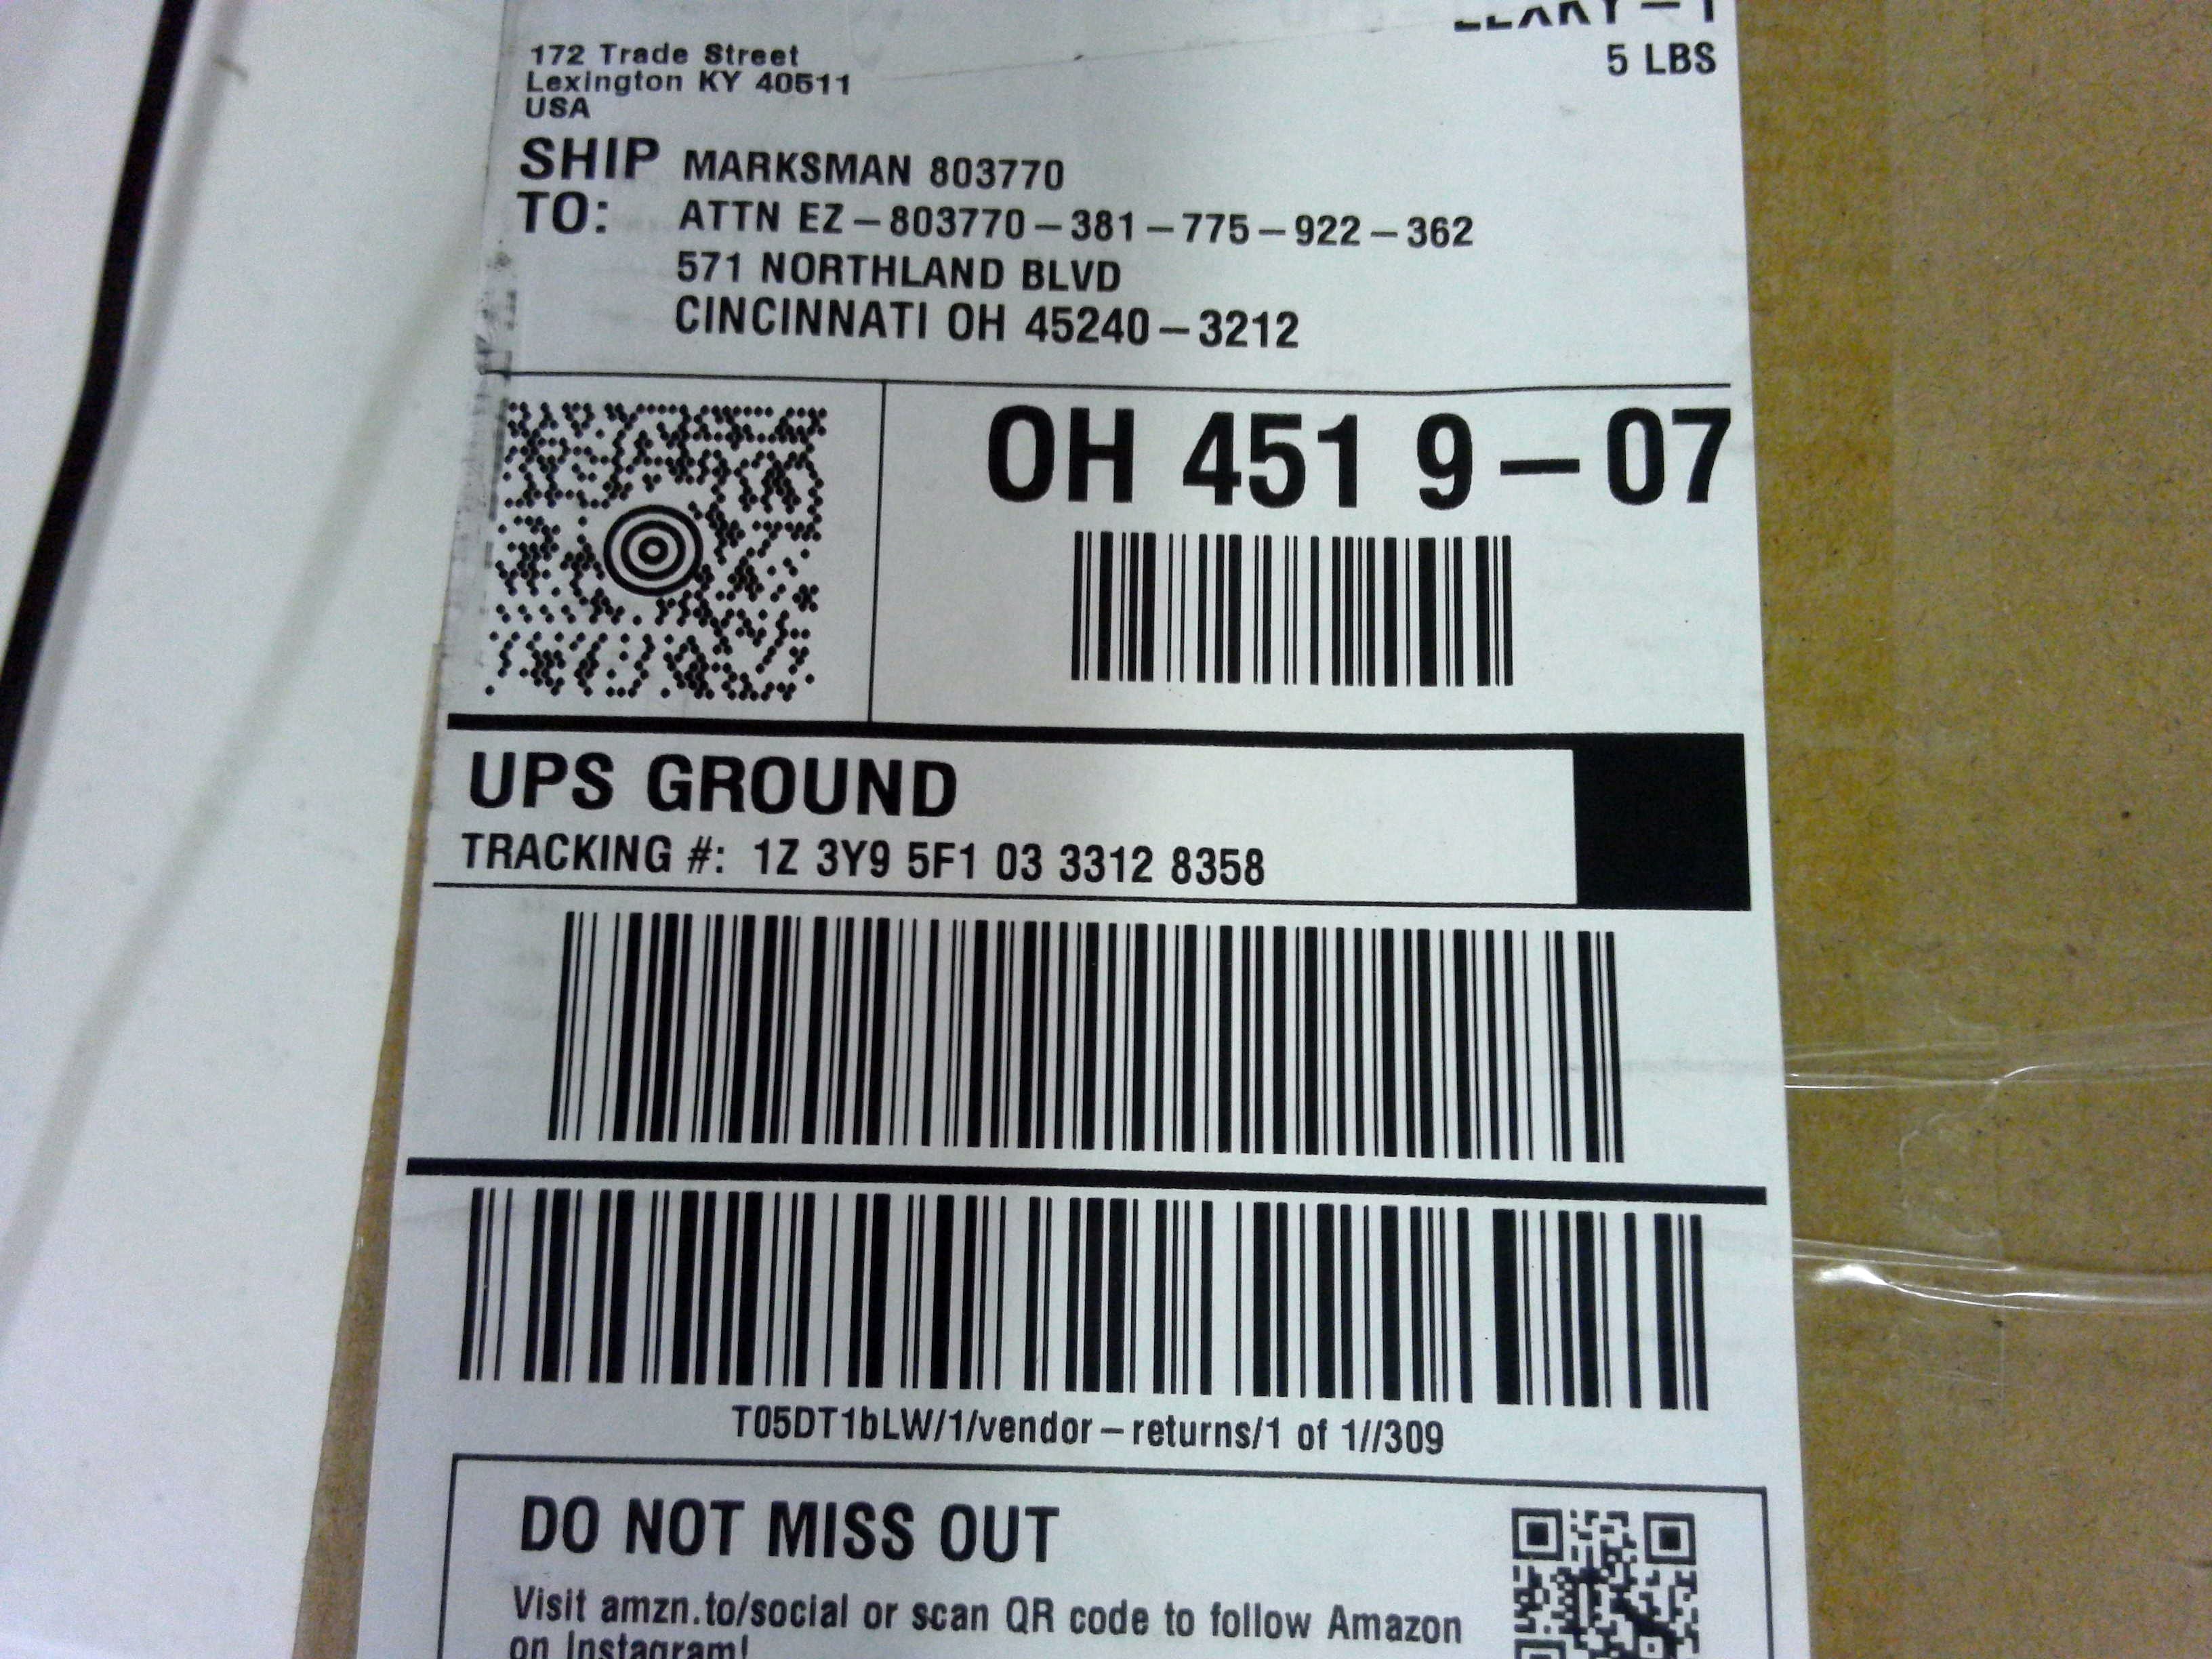 5 LBS
172 Trade Street
Lexington KY 40511
USA
SHIP TO:
MARKSMAN 803770
ATTN EZ – 803770 – 381 – 775 – 922 – 362
571 NORTHLAND BLVD
CINCINNATI OH 45240 – 3212
OH 451 9 – 07
UPS GROUND
TRACKING #: 1Z 3Y9 5F1 03 3312 8358
T05DT1bLW/1/vendor – returns/1 of 1//309
DO NOT MISS OUT
Visit amzn.to/social or scan QR code to follow Amazon
on Instagram!